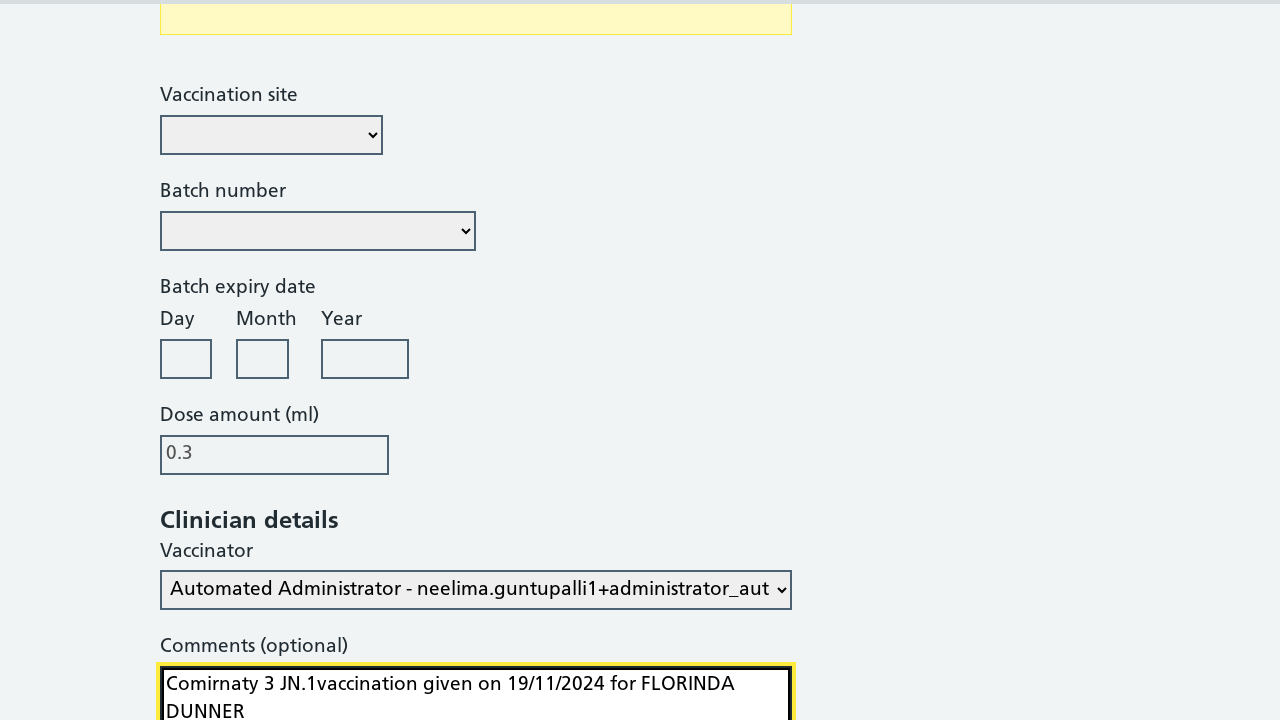 Vaccination site
Batch number
Batch expiry date
Day Month Year
Dose amount (ml)
0.3
Clinician details
Vaccinator
Automated Administrator - neelima.guntupalli1+administrator_aut
Comments (optional)
Comirnaty 3 JN.1vaccination given on 19/11/2024 for FLORINDA
DUNNER